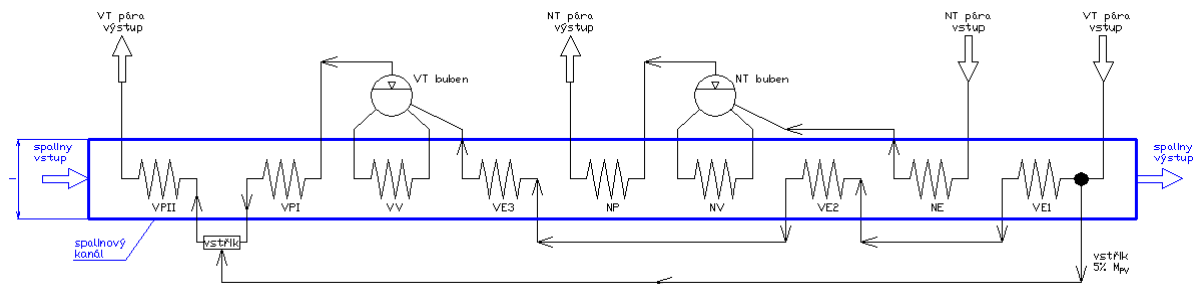 VT pára
výstup
NT pára
výstup
NT pára
vstup
VT pára
vstup
VT buben
NT buben
spaliny
vstup
spaliny
výstup
VPII
VPI
VV
VE3
NP
NV
VE2
NE
VE1
vstřik
spalinový
kanál
vstřik
5% MPV